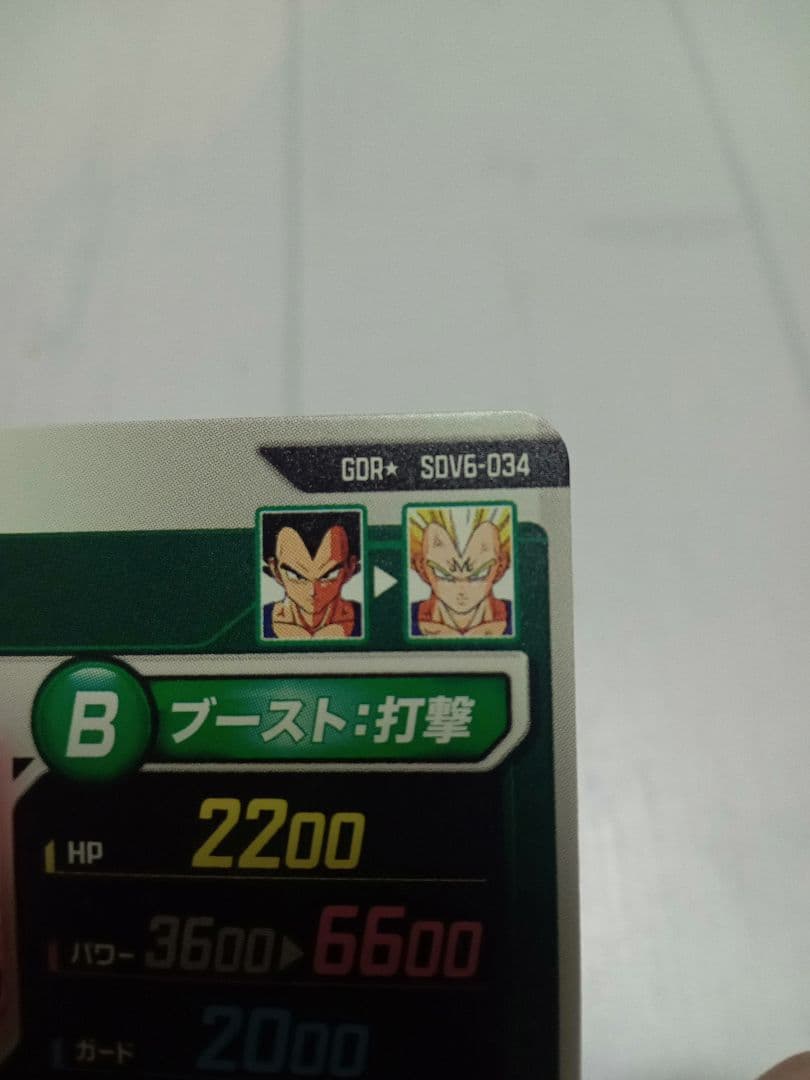 GDR★ SDV6-034
B ブースト:打撃
HP 2200
パワー 3600▶6600
ガード 2000